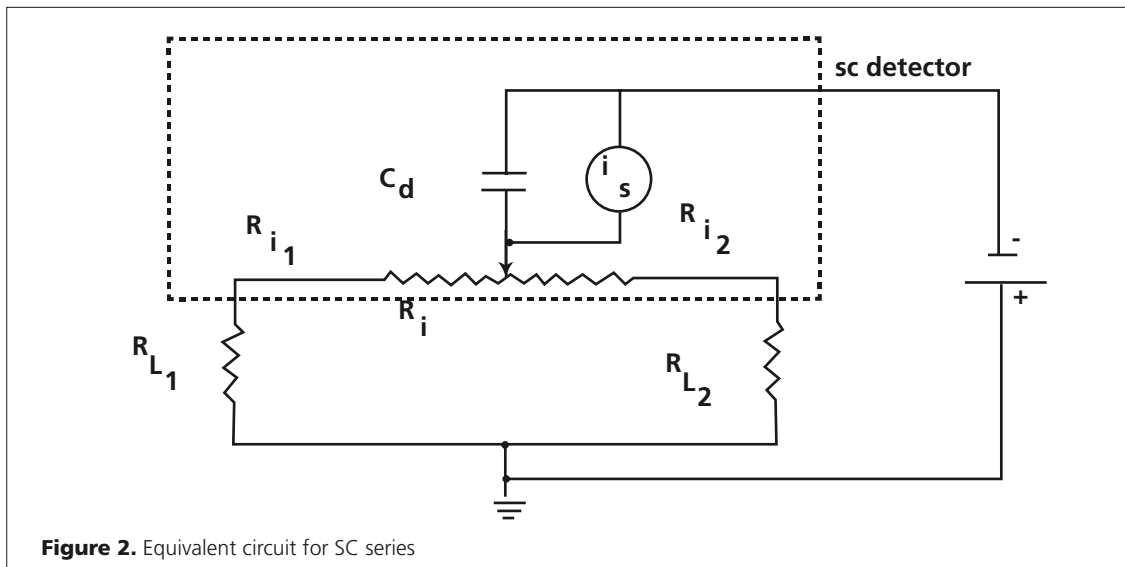 sc detector
C d
i s
R i 1
R i 2
-
+
R i
R L 1
R L 2
Figure 2. Equivalent circuit for SC series